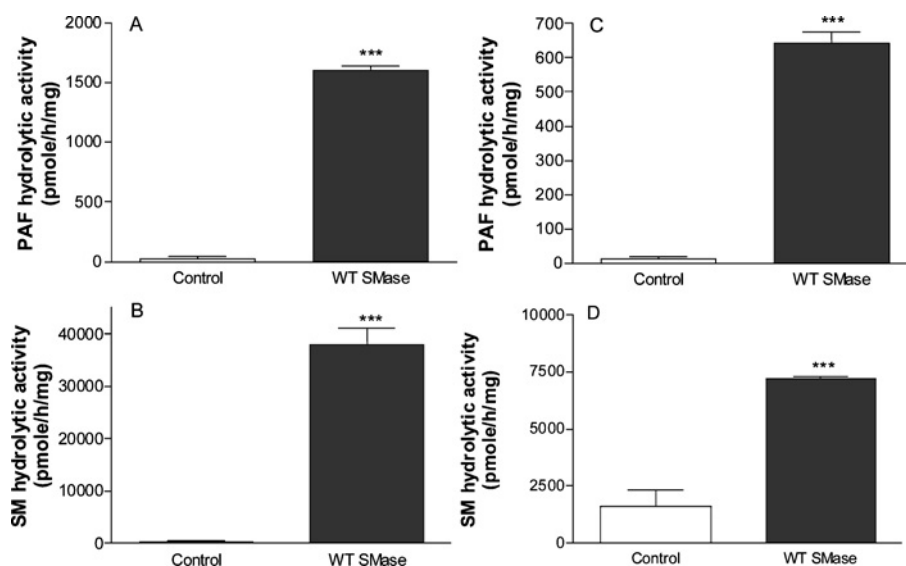 A
PAF hydrolytic activity
(pmole/h/mg)
2000
1500
1000
500
0
***
Control
WT SMase
C
PAF hydrolytic activity
(pmole/h/mg)
700
600
500
400
300
200
100
0
***
Control
WT SMase
B
SM hydrolytic activity
(pmole/h/mg)
40000
30000
20000
10000
0
***
Control
WT SMase
D
SM hydrolytic activity
(pmole/h/mg)
10000
7500
5000
2500
0
***
Control
WT SMase